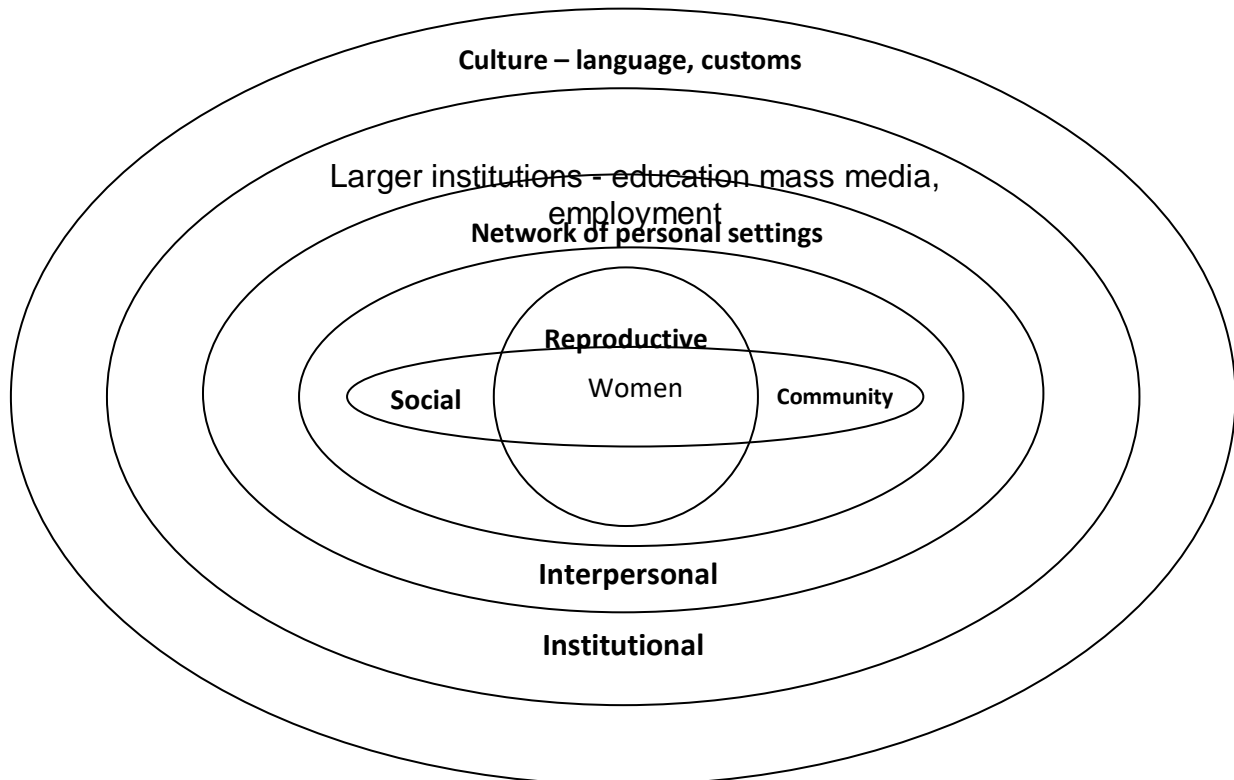 Culture – language, customs
Larger institutions - education mass media,
employment
Network of personal settings
Reproductive
Women
Social
Community
Interpersonal
Institutional